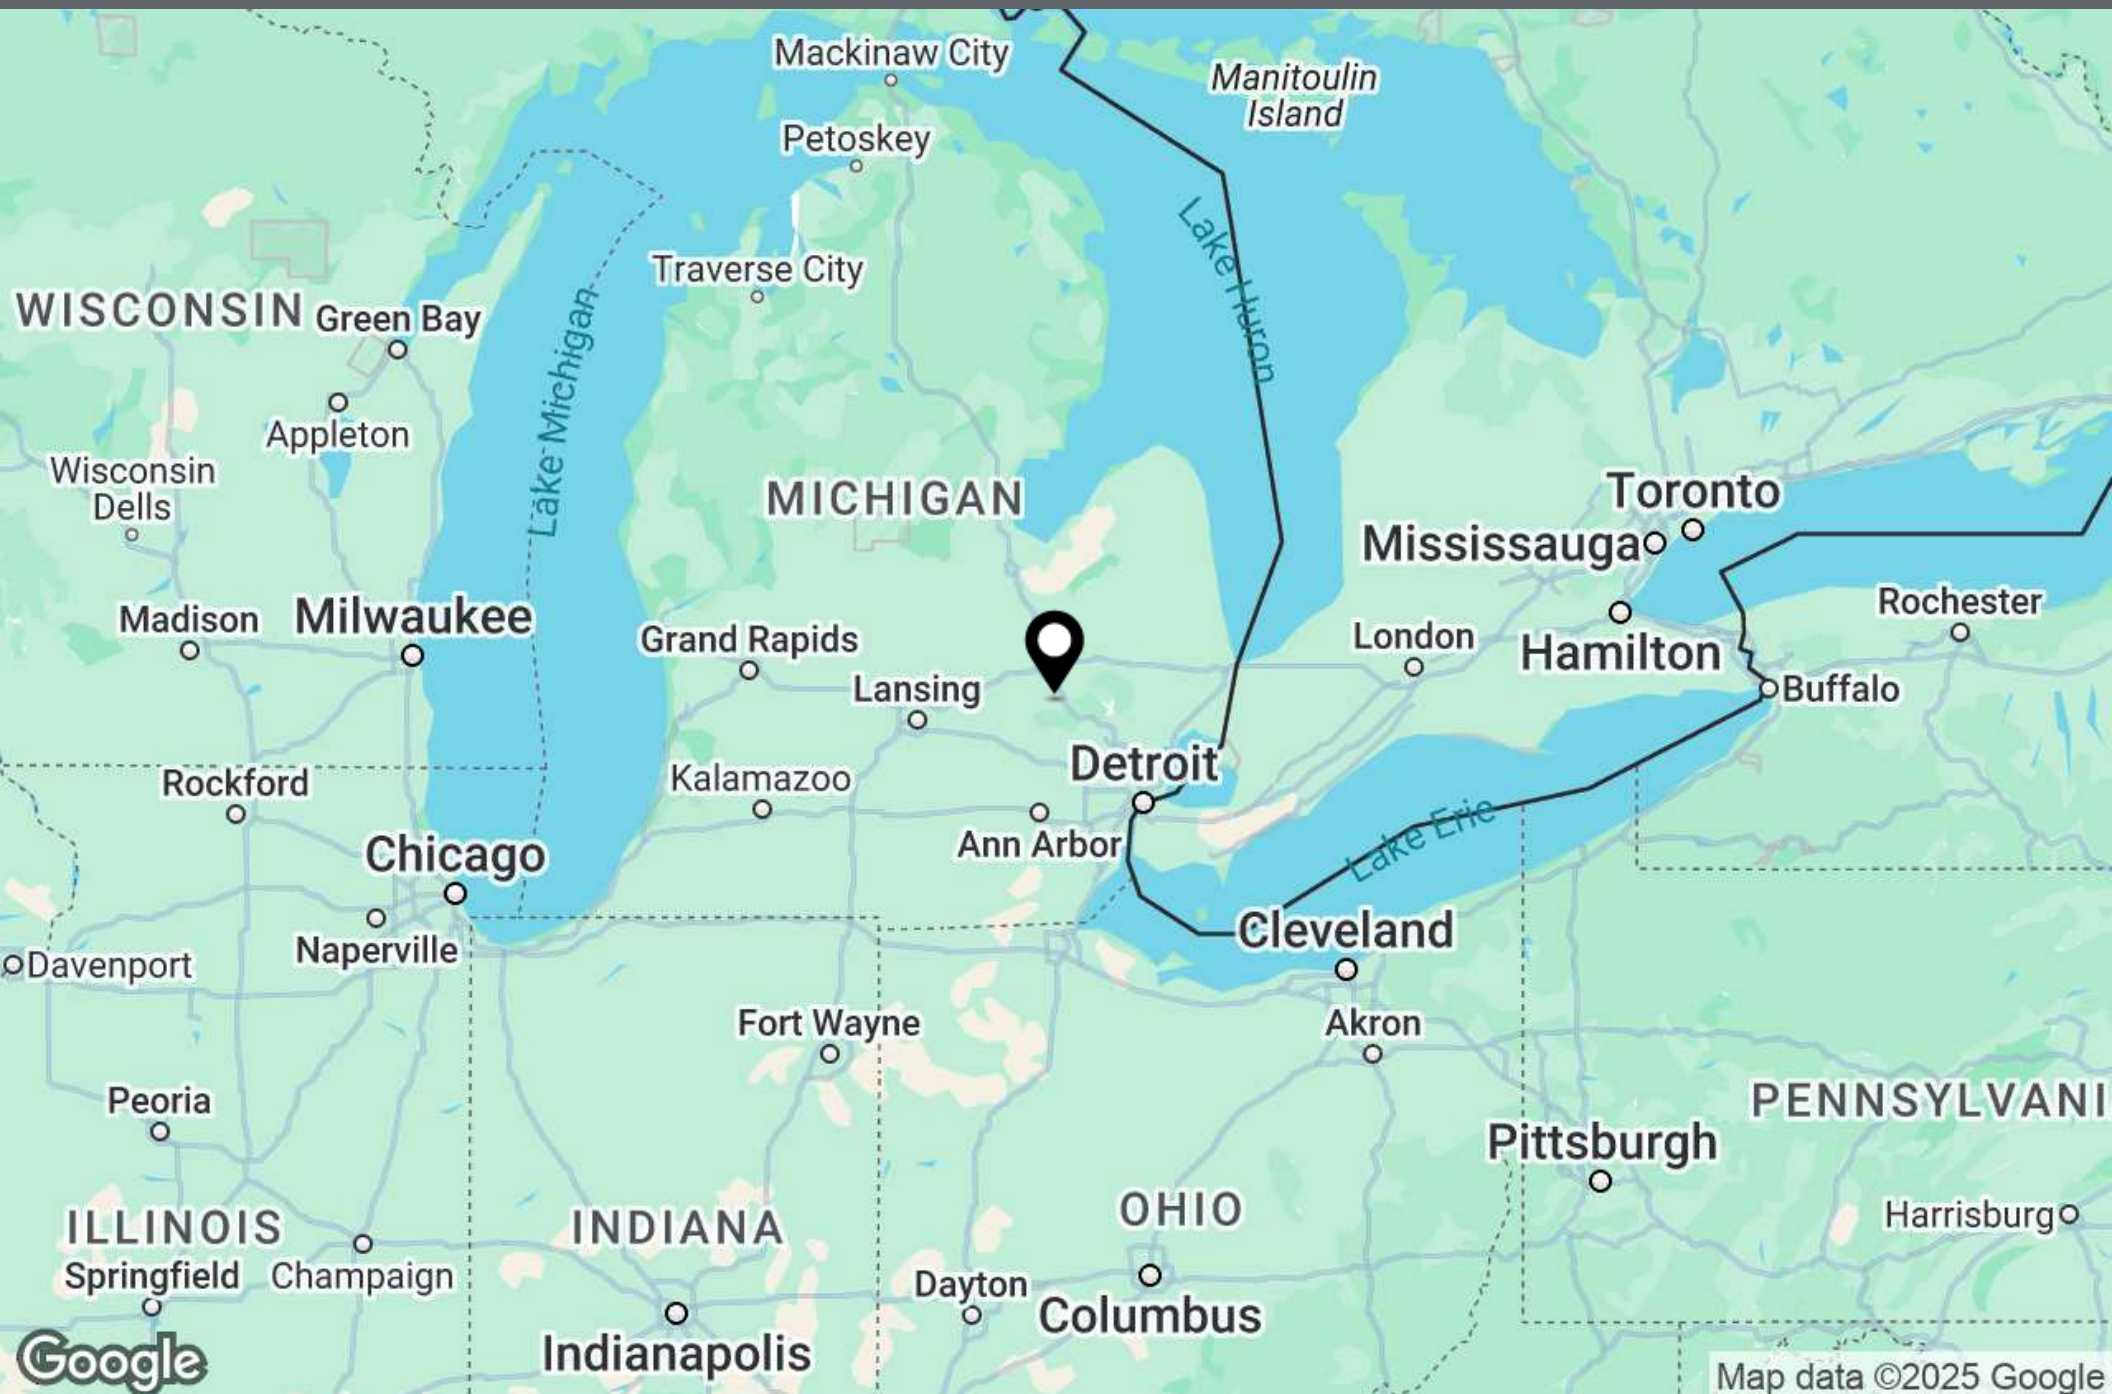 Mackinaw City
Manitoulin
Island
Petoskey
Lake Huron
Traverse City
WISCONSIN
Green Bay
Lake Michigan
Appleton
Wisconsin
Dells
MICHIGAN
Toronto
Mississauga
Rochester
Madison
Milwaukee
Grand Rapids
London
Hamilton
Lansing
Buffalo
Detroit
Rockford
Kalamazoo
Lake Erie
Ann Arbor
Chicago
Cleveland
Naperville
Davenport
Fort Wayne
Akron
Peoria
PENNSYLVANI
Pittsburgh
OHIO
Harrisburg
ILLINOIS
INDIANA
Springfield
Champaign
Dayton
Columbus
Indianapolis
Google
Map data ©2025 Google